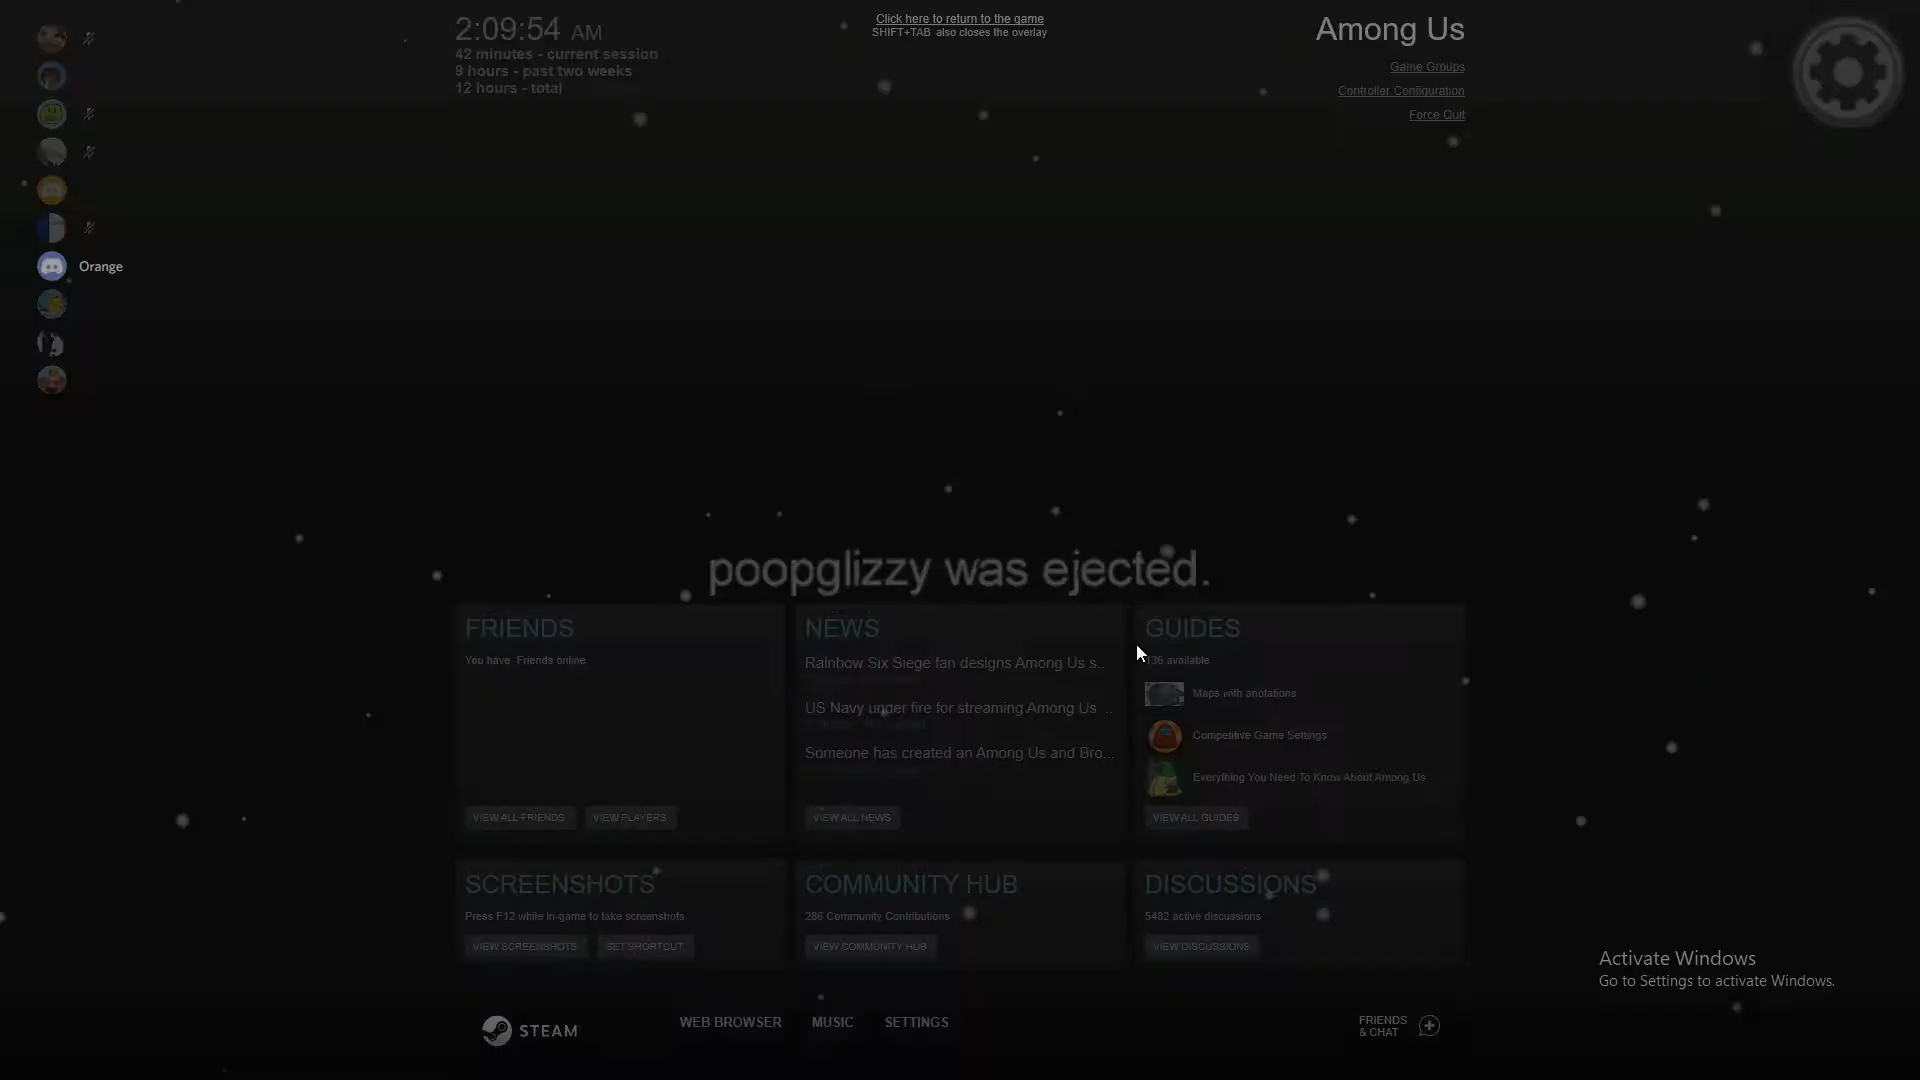 2:09:54 AM
42 minutes - current session
9 hours - past two weeks
12 hours - total
Click here to return to the game
SHIFT+TAB also closes the overlay
Among Us
Game Groups
Controller Configuration
Force Quit
Orange
poopglizzy was ejected.
FRIENDS
You have Friends online
VIEW ALL FRIENDS
VIEW PLAYERS
NEWS
Rainbow Six Siege fan designs Among Us s..
US Navy under fire for streaming Among Us ..
Someone has created an Among Us and Bro...
VIEW ALL NEWS
GUIDES
136 available
Maps with anotations
Competitive Game Settings
Everything You Need To Know About Among Us
VIEW ALL GUIDES
SCREENSHOTS
Press F12 while in-game to take screenshots
VIEW SCREENSHOTS
SET SHORTCUT
COMMUNITY HUB
286 Community Contributions
VIEW COMMUNITY HUB
DISCUSSIONS
5482 active discussions
VIEW DISCUSSIONS
Activate Windows
Go to Settings to activate Windows.
STEAM
WEB BROWSER
MUSIC
SETTINGS
FRIENDS
& CHAT